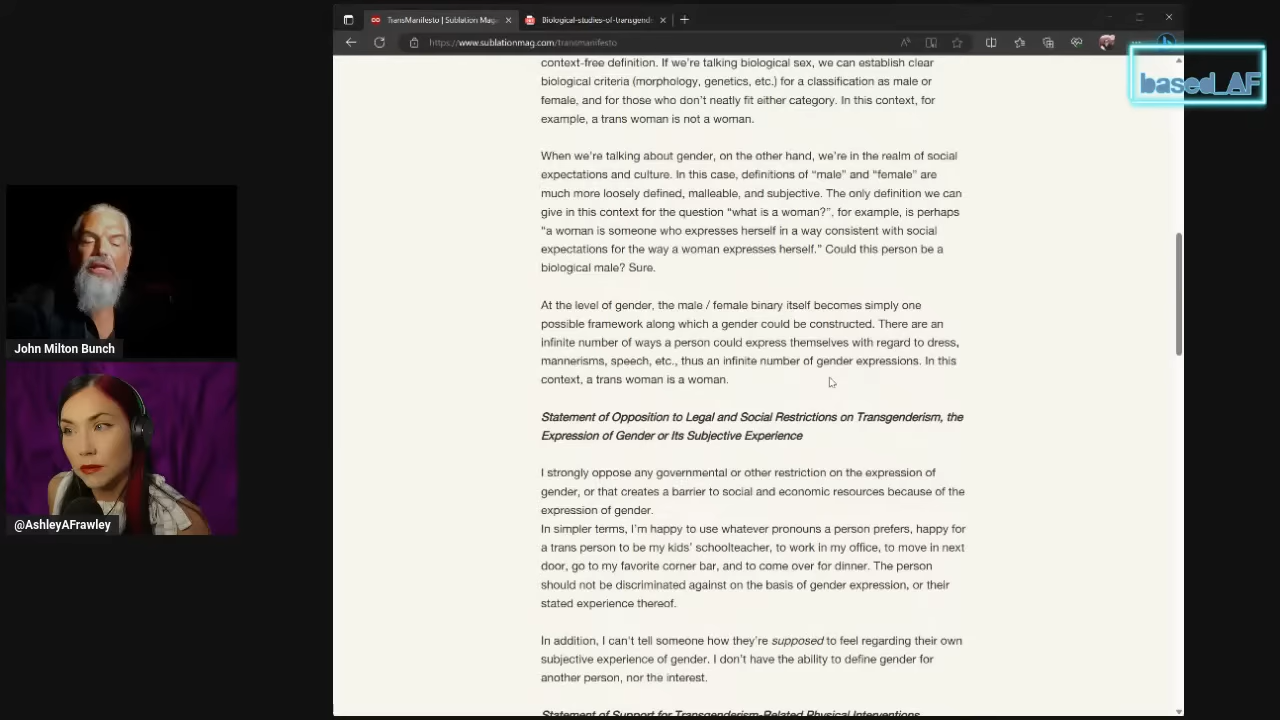 TransManifesto | Sublation Mag
Biological-studies-of-transgend
https://www.sublationmag.com/transmanifesto
based_AF
context-free definition. If we're talking biological sex, we can establish clear
biological criteria (morphology, genetics, etc.) for a classification as male or
female, and for those who don't neatly fit either category. In this context, for
example, a trans woman is not a woman.
When we're talking about gender, on the other hand, we're in the realm of social
expectations and culture. In this case, definitions of “male” and “female” are
much more loosely defined, malleable, and subjective. The only definition we can
give in this context for the question “what is a woman?”, for example, is perhaps
“a woman is someone who expresses herself in a way consistent with social
expectations for the way a woman expresses herself.” Could this person be a
biological male? Sure.
At the level of gender, the male / female binary itself becomes simply one
possible framework along which a gender could be constructed. There are an
infinite number of ways a person could express themselves with regard to dress,
mannerisms, speech, etc., thus an infinite number of gender expressions. In this
context, a trans woman is a woman.
Statement of Opposition to Legal and Social Restrictions on Transgenderism, the
Expression of Gender or Its Subjective Experience
I strongly oppose any governmental or other restriction on the expression of
gender, or that creates a barrier to social and economic resources because of the
expression of gender.
In simpler terms, I'm happy to use whatever pronouns a person prefers, happy for
a trans person to be my kids' schoolteacher, to work in my office, to move in next
door, go to my favorite corner bar, and to come over for dinner. The person
should not be discriminated against on the basis of gender expression, or their
stated experience thereof.
In addition, I can't tell someone how they're supposed to feel regarding their own
subjective experience of gender. I don't have the ability to define gender for
another person, nor the interest.
Statement of Support for Transgenderism-Related Physical Interventions
John Milton Bunch
@AshleyAFrawley